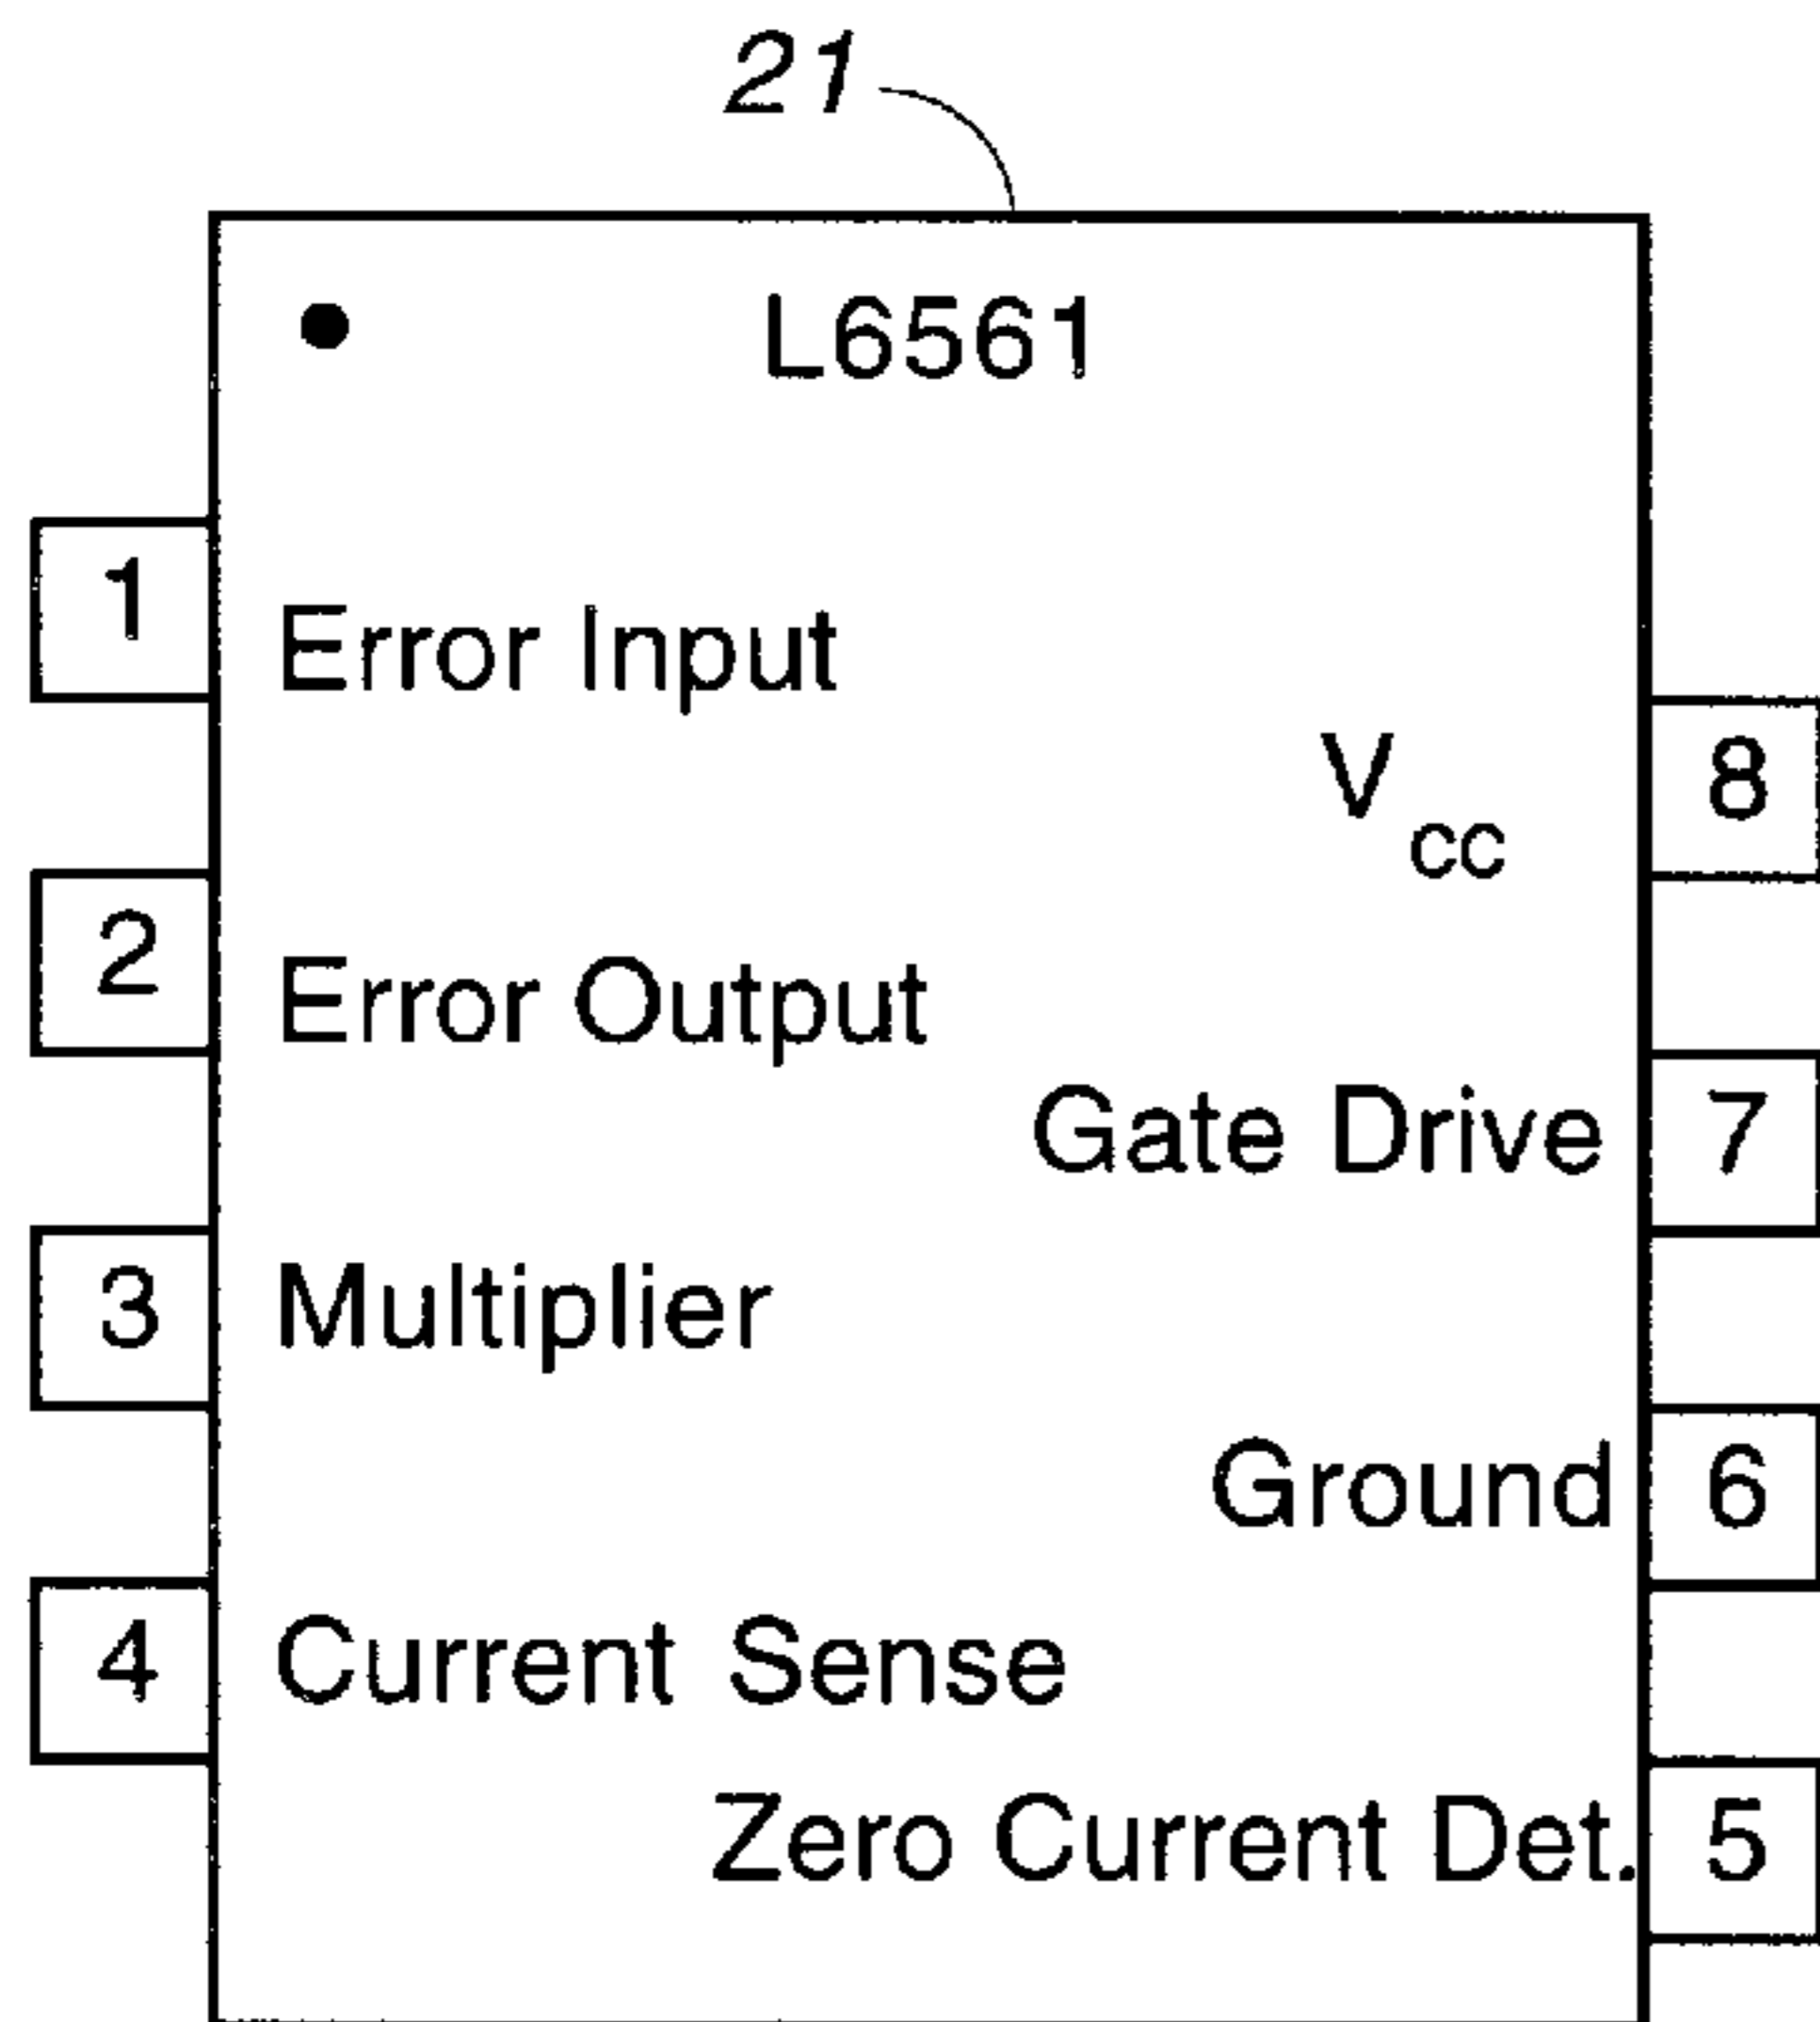 21
L6561
1 Error Input
Vcc 8
2 Error Output
Gate Drive 7
3 Multiplier
Ground 6
4 Current Sense
Zero Current Det. 5